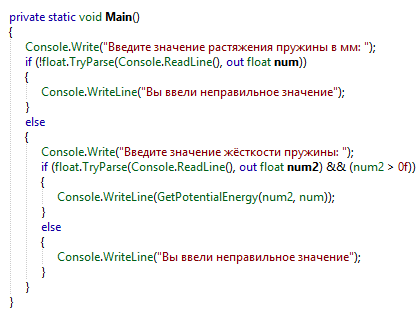 private static void Main()
{
Console.Write("Введите значение растяжения пружины в мм: ");
if (!float.TryParse(Console.ReadLine(), out float num))
{
Console.WriteLine("Вы ввели неправильное значение");
}
else
{
Console.Write("Введите значение жёсткости пружины: ");
if (float.TryParse(Console.ReadLine(), out float num2) && (num2 > 0f))
{
Console.WriteLine(GetPotentialEnergy(num2, num));
}
else
{
Console.WriteLine("Вы ввели неправильное значение");
}
}
}